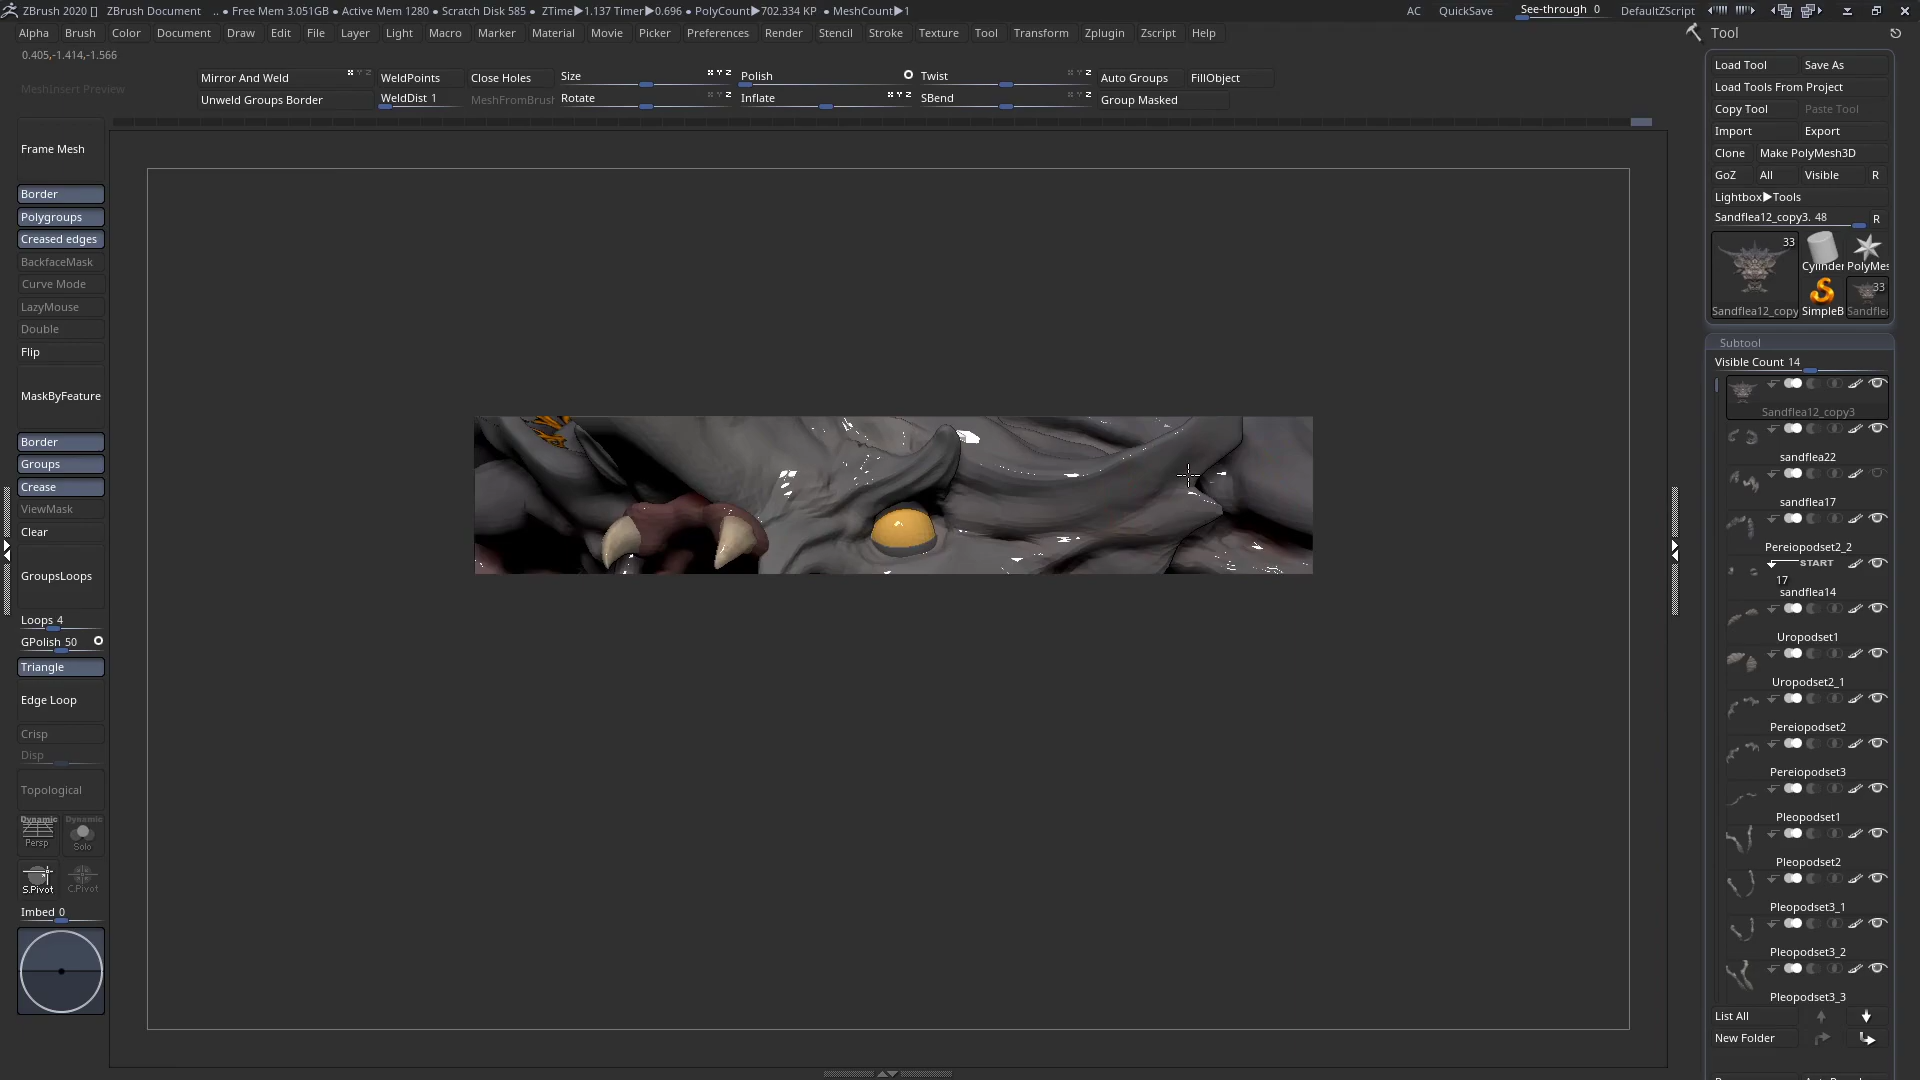 ZBrush 2020 [] ZBrush Document .. ● Free Mem 3.051GB ● Active Mem 1280 ● Scratch Disk 585 ● ZTime▶1.137 Timer▶0.696 ● PolyCount▶702.334 KP ● MeshCount▶1 AC QuickSave See-through 0 DefaultZScript
Alpha Brush Color Document Draw Edit File Layer Light Macro Marker Material Movie Picker Preferences Render Stencil Stroke Texture Tool Transform Zplugin Zscript Help
0.405,-1.414,-1.566
MeshInsert Preview
Mirror And Weld WeldPoints Close Holes Size Polish Twist Auto Groups FillObject
Unweld Groups Border WeldDist 1 MeshFromBrush Rotate Inflate SBend Group Masked
Frame Mesh
Border
Polygroups
Creased edges
BackfaceMask
Curve Mode
LazyMouse
Double
Flip
MaskByFeature
Border
Groups
Crease
ViewMask
Clear
GroupsLoops
Loops 4
GPolish 50
Triangle
Edge Loop
Crisp
Disp
Topological
Dynamic Dynamic
Persp Solo
S.Pivot C.Pivot
Imbed 0
Tool
Load Tool Save As
Load Tools From Project
Copy Tool Paste Tool
Import Export
Clone Make PolyMesh3D
GoZ All Visible R
Lightbox▶Tools
Sandflea12_copy3. 48 R
33
Cylinder PolyMes
33
Sandflea12_copy SimpleB Sandflea
Subtool
Visible Count 14
Sandflea12_copy3
sandflea22
sandflea17
Pereiopodset2_2
START
17
sandflea14
Uropodset1
Uropodset2_1
Pereiopodset2
Pereiopodset3
Pleopodset1
Pleopodset2
Pleopodset3_1
Pleopodset3_2
Pleopodset3_3
List All
New Folder